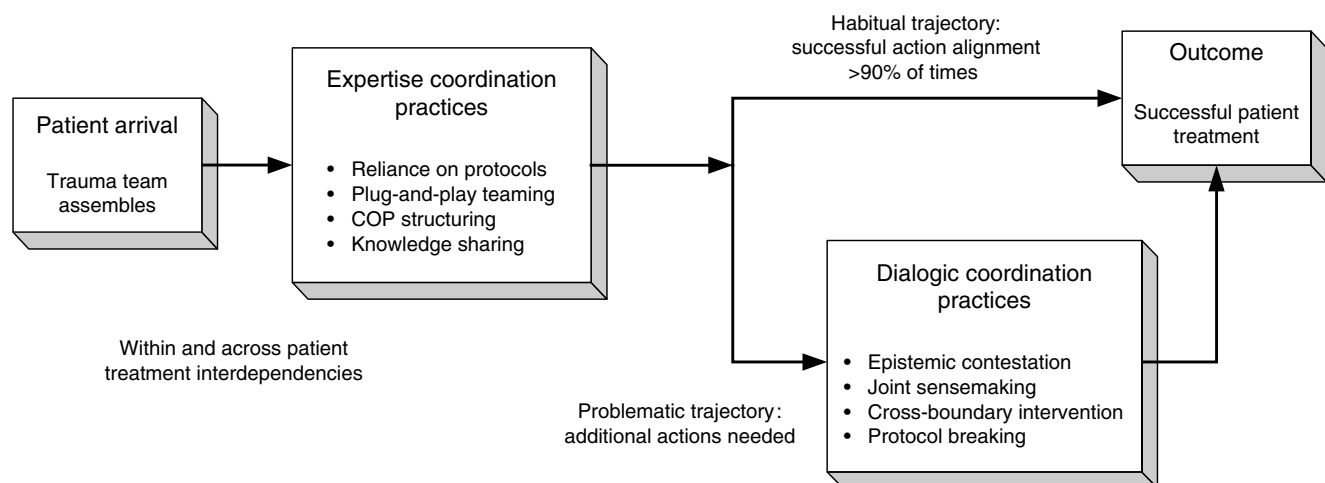 Patient arrival
Trauma team
assembles
Expertise coordination
practices
• Reliance on protocols
• Plug-and-play teaming
• COP structuring
• Knowledge sharing
Within and across patient
treatment interdependencies
Habitual trajectory:
successful action alignment
>90% of times
Outcome
Successful patient
treatment
Dialogic coordination
practices
• Epistemic contestation
• Joint sensemaking
• Cross-boundary intervention
• Protocol breaking
Problematic trajectory:
additional actions needed